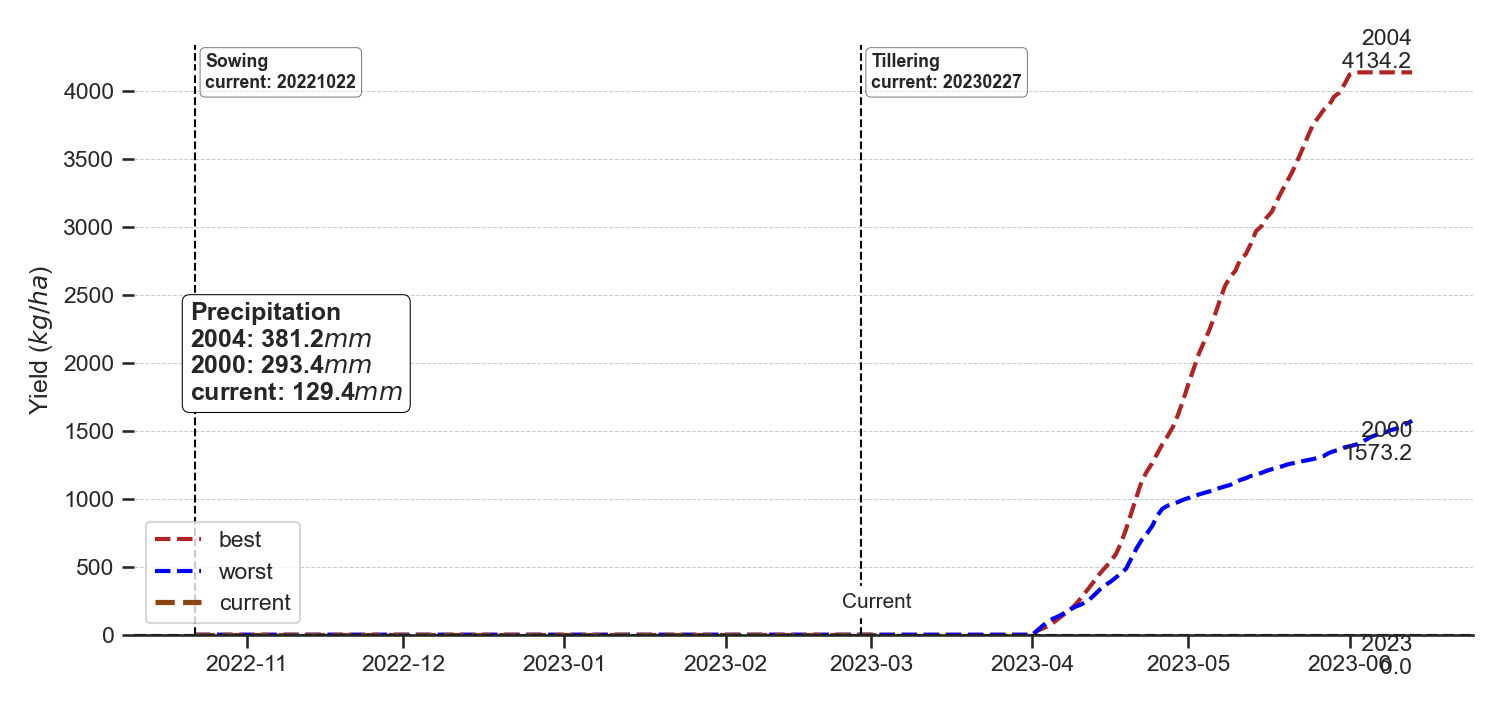 2004
4134.2
Sowing
current: 20221022
Tillering
current: 20230227
4000
3500
3000
2500
2000
1500
1000
500
0
Yield (kg/ha)
Precipitation
2004: 381.2mm
2000: 293.4mm
current: 129.4mm
2000
1573.2
best
worst
current
Current
2023
0.0
2022-11
2022-12
2023-01
2023-02
2023-03
2023-04
2023-05
2023-06